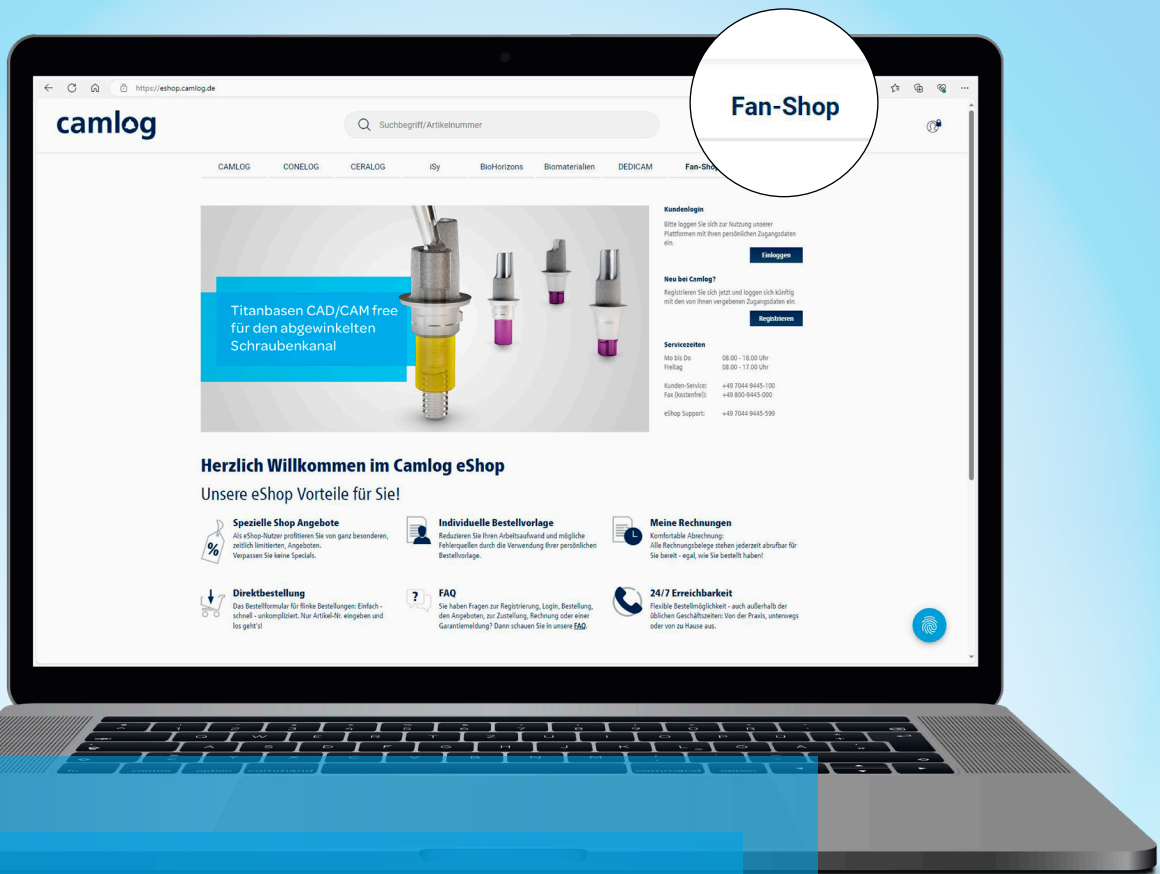 Fan-Shop
https://eshop.camlog.de
camlog
Suchbegriff/Artikelnummer
CAMLOG CONELOG CERALOG iSy BioHorizons Biomaterialien DEDICAM Fan-Shop
Titanbasen CAD/CAM free
für den abgewinkelten
Schraubenkanal
Kundenlogin
Bitte loggen Sie sich zur Nutzung unserer
Plattformen mit Ihren persönlichen Zugangsdaten
ein.
Einloggen
Neu bei Camlog?
Registrieren Sie sich jetzt und loggen sich künftig
mit den von Ihnen vergebenen Zugangsdaten ein.
Registrieren
Servicezeiten
Mo bis Do 08.00 - 18.00 Uhr
Freitag 08.00 - 17.00 Uhr
Kunden-Service: +49 7044 9445-100
Fax (kostenfrei): +49 800-9445-000
eShop Support: +49 7044 9445-599
Herzlich Willkommen im Camlog eShop
Unsere eShop Vorteile für Sie!
Spezielle Shop Angebote
Als eShop-Nutzer profitieren Sie von ganz besonderen,
zeitlich limitierten, Angeboten.
Verpassen Sie keine Specials.
Individuelle Bestellvorlage
Reduzieren Sie Ihren Arbeitsaufwand und mögliche
Fehlerquellen durch die Verwendung Ihrer persönlichen
Bestellvorlage.
Meine Rechnungen
Komfortable Abrechnung:
Alle Rechnungsbelege stehen jederzeit abrufbar für
Sie bereit - egal, wie Sie bestellt haben!
Direktbestellung
Das Bestellformular für flinke Bestellungen: Einfach -
schnell - unkompliziert. Nur Artikel-Nr. eingeben und
los geht's!
FAQ
Sie haben Fragen zur Registrierung, Login, Bestellung,
den Angeboten, zur Zustellung, Rechnung oder einer
Garantiemeldung? Dann schauen Sie in unsere FAQ.
24/7 Erreichbarkeit
Flexible Bestellmöglichkeit - auch außerhalb der
üblichen Geschäftszeiten: Von der Praxis, unterwegs
oder von zu Hause aus.